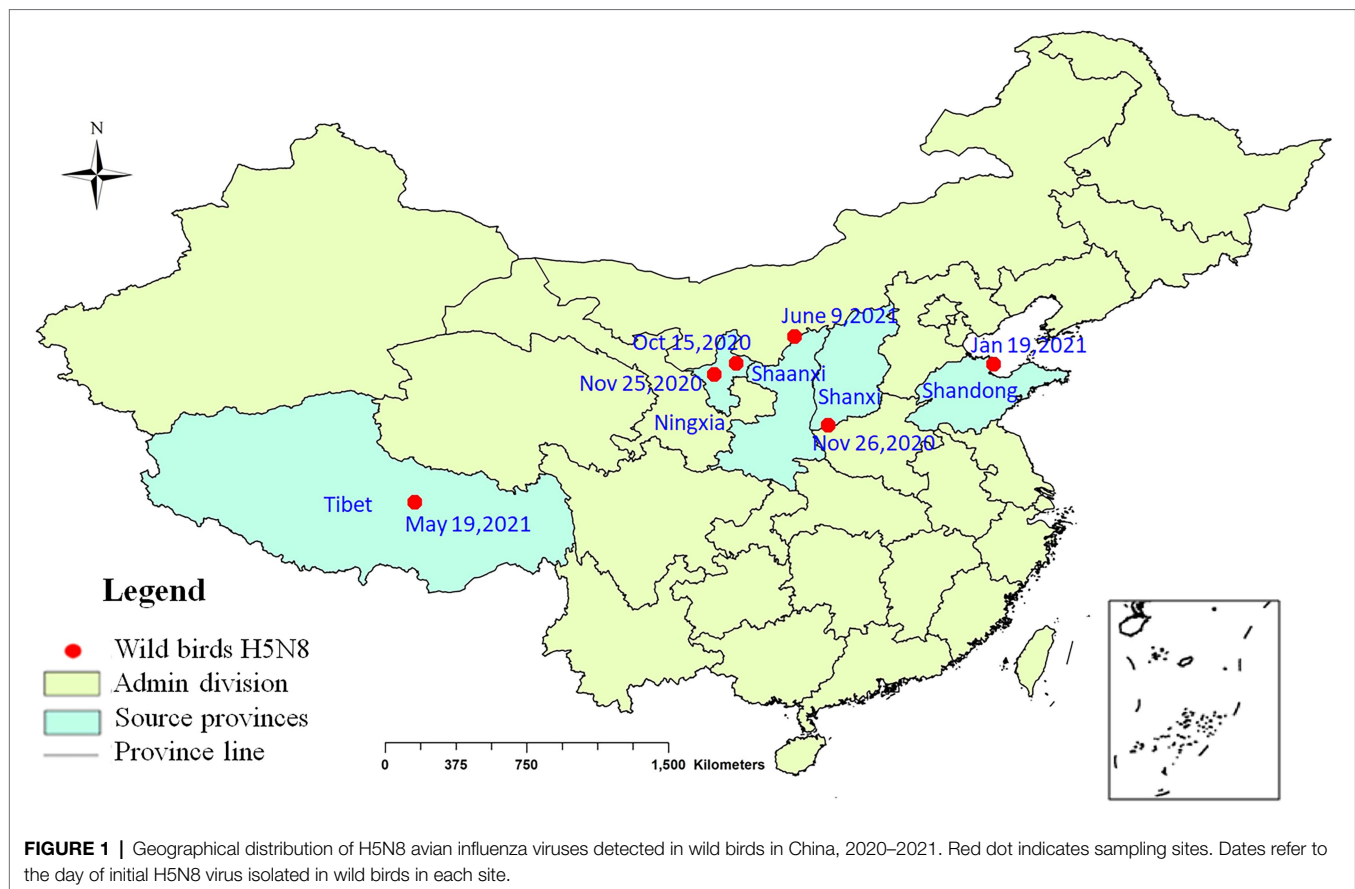 N
June 9,2021
Oct 15,2020
Jan 19,2021
Nov 25,2020
Shaanxi
Shanxi
Shandong
Ningxia
Nov 26,2020
Tibet
May 19,2021
Legend
Wild birds H5N8
Admin division
Source provinces
Province line
0 375 750 1,500 Kilometers
FIGURE 1 | Geographical distribution of H5N8 avian influenza viruses detected in wild birds in China, 2020–2021. Red dot indicates sampling sites. Dates refer to
the day of initial H5N8 virus isolated in wild birds in each site.